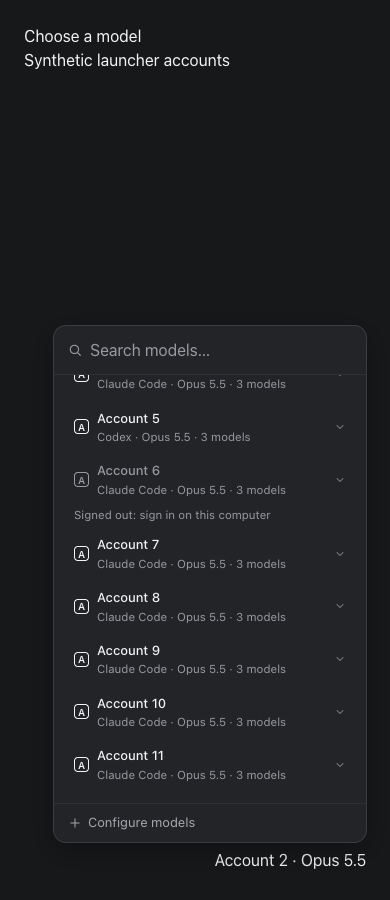 Choose a model
Synthetic launcher accounts
Search models...
Claude Code · Opus 5.5 · 3 models
A Account 5
Codex · Opus 5.5 · 3 models
A Account 6
Claude Code · Opus 5.5 · 3 models
Signed out: sign in on this computer
A Account 7
Claude Code · Opus 5.5 · 3 models
A Account 8
Claude Code · Opus 5.5 · 3 models
A Account 9
Claude Code · Opus 5.5 · 3 models
A Account 10
Claude Code · Opus 5.5 · 3 models
A Account 11
Claude Code · Opus 5.5 · 3 models
+ Configure models
Account 2 · Opus 5.5